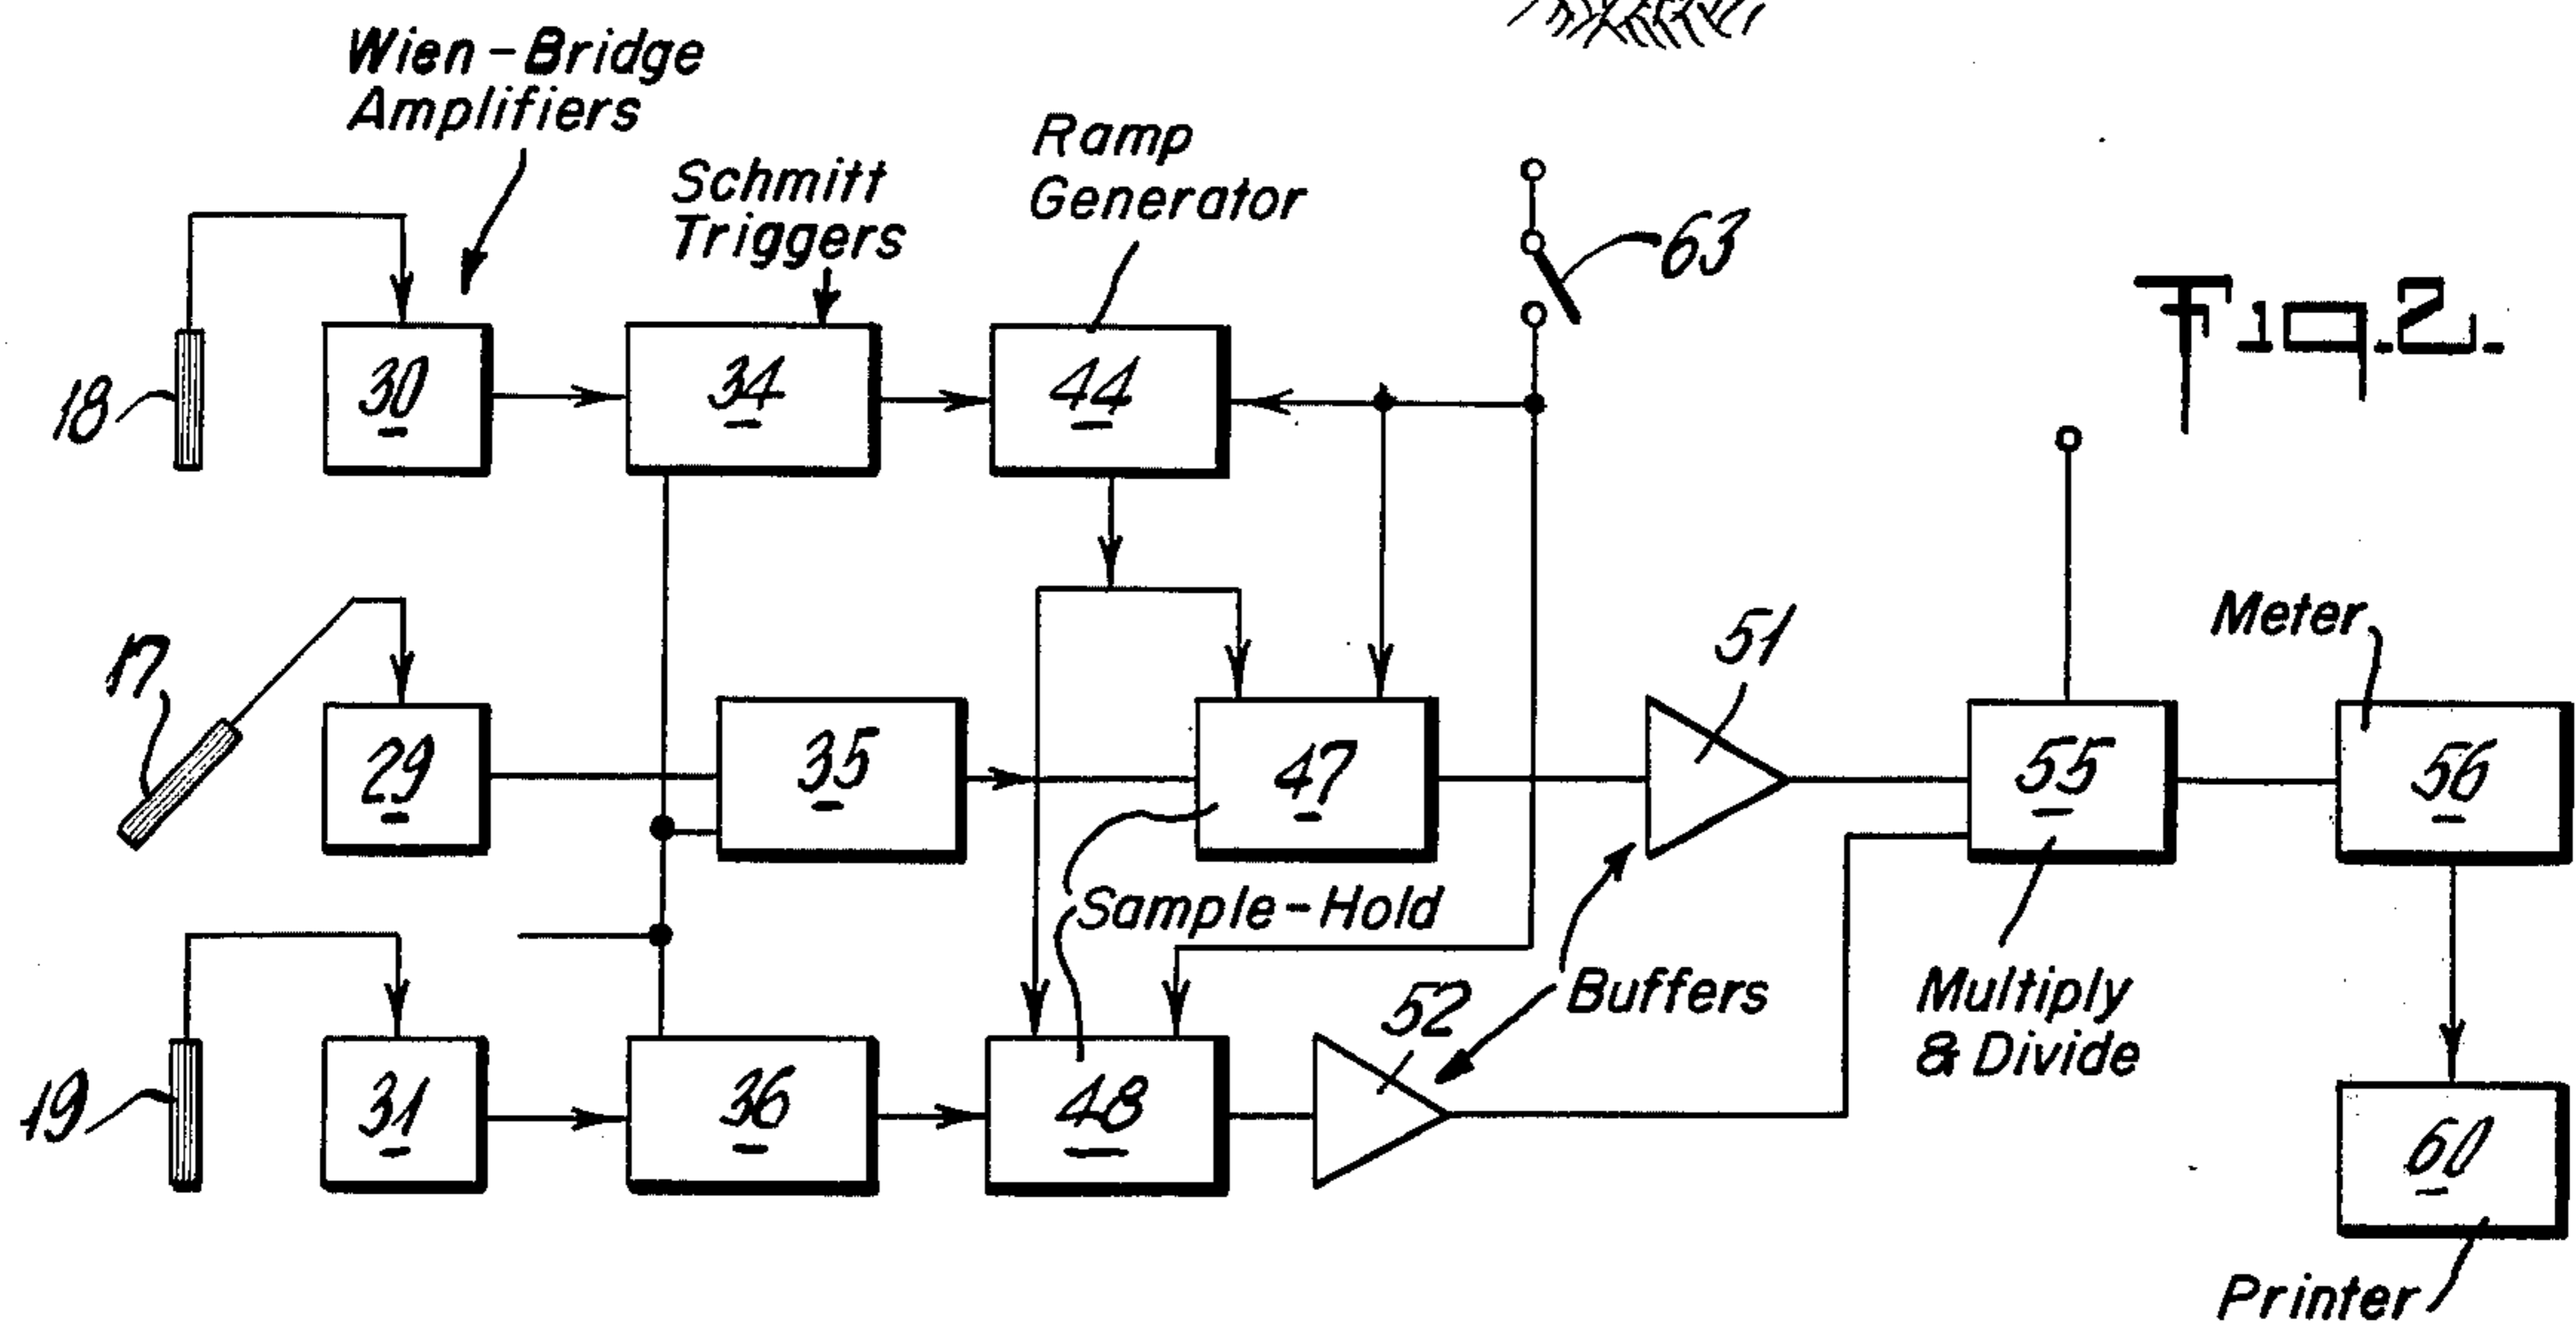 Wien-Bridge
Amplifiers
Schmitt
Triggers
Ramp
Generator
63
Fig. 2.
18
30
34
44
17
29
35
47
51
55
Meter
56
Sample-Hold
Buffers
52
Multiply
& Divide
19
31
36
48
60
Printer